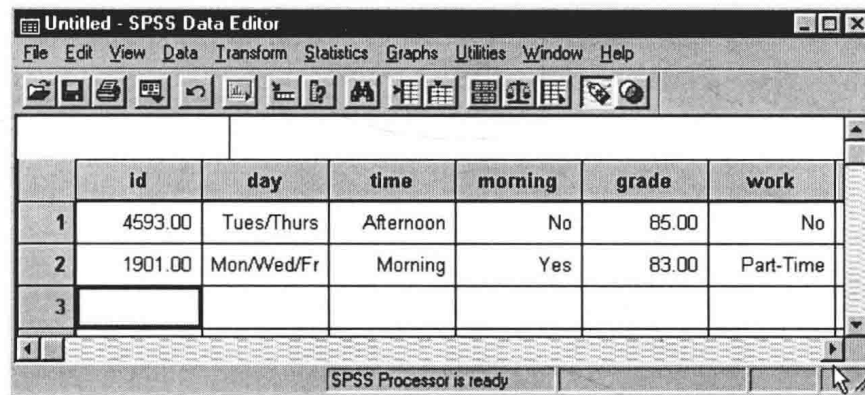 Untitled - SPSS Data Editor
File Edit View Data Transform Statistics Graphs Utilities Window Help
id day time morning grade work
1 4593.00 Tues/Thurs Afternoon No 85.00 No
2 1901.00 Mon/Wed/Fr Morning Yes 83.00 Part-Time
3
SPSS Processor is ready